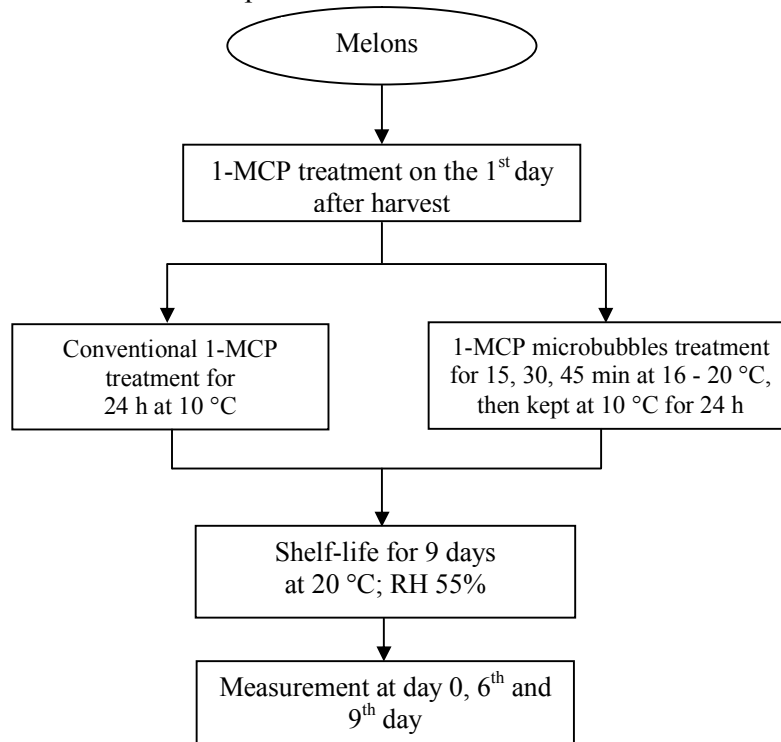 Melons
1-MCP treatment on the 1st day
after harvest
Conventional 1-MCP
treatment for
24 h at 10 °C
1-MCP microbubbles treatment
for 15, 30, 45 min at 16 - 20 °C,
then kept at 10 °C for 24 h
Shelf-life for 9 days
at 20 °C; RH 55%
Measurement at day 0, 6th and
9th day